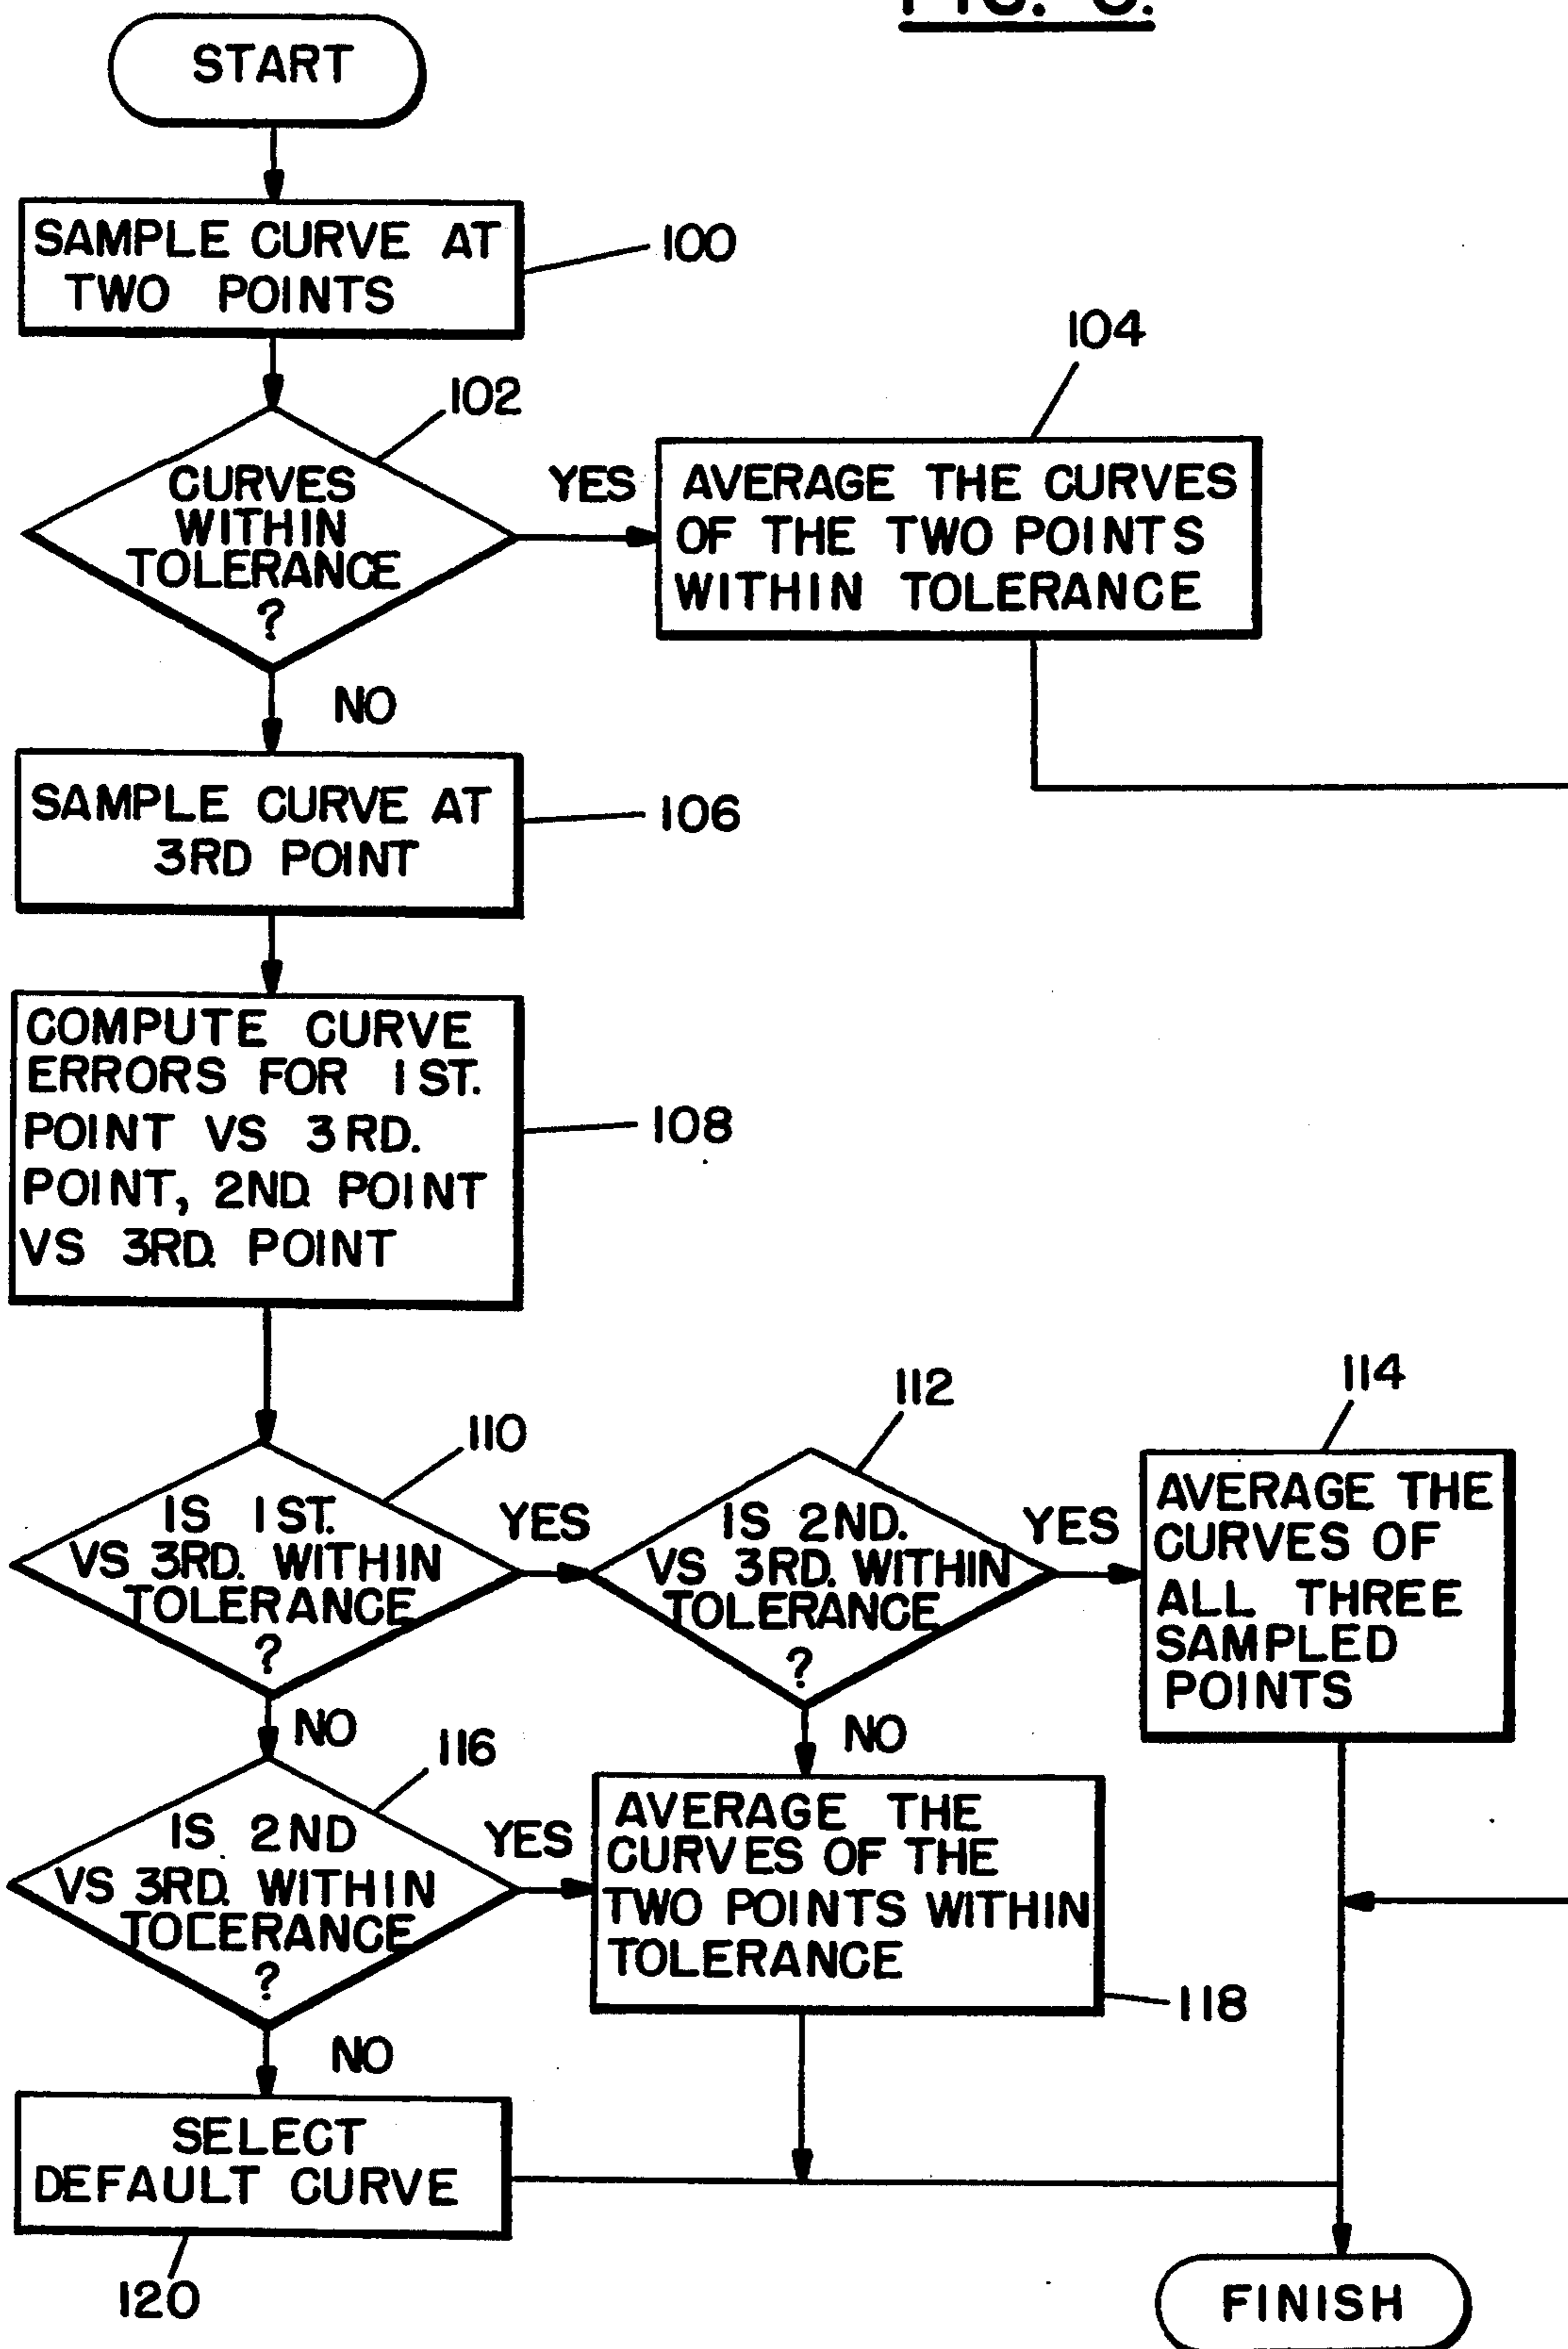 START
SAMPLE CURVE AT
TWO POINTS
100
102
CURVES
WITHIN
TOLERANCE
?
YES
104
AVERAGE THE CURVES
OF THE TWO POINTS
WITHIN TOLERANCE
NO
SAMPLE CURVE AT
3RD POINT
106
COMPUTE CURVE
ERRORS FOR 1ST.
POINT VS 3RD.
POINT, 2ND. POINT
VS 3RD. POINT
108
110
IS 1ST.
VS 3RD. WITHIN
TOLERANCE
?
YES
112
IS 2ND.
VS 3RD. WITHIN
TOLERANCE
?
YES
114
AVERAGE THE
CURVES OF
ALL THREE
SAMPLED
POINTS
NO
NO
116
IS 2ND
VS 3RD. WITHIN
TOLERANCE
?
YES
AVERAGE THE
CURVES OF THE
TWO POINTS WITHIN
TOLERANCE
118
NO
SELECT
DEFAULT CURVE
120
FINISH